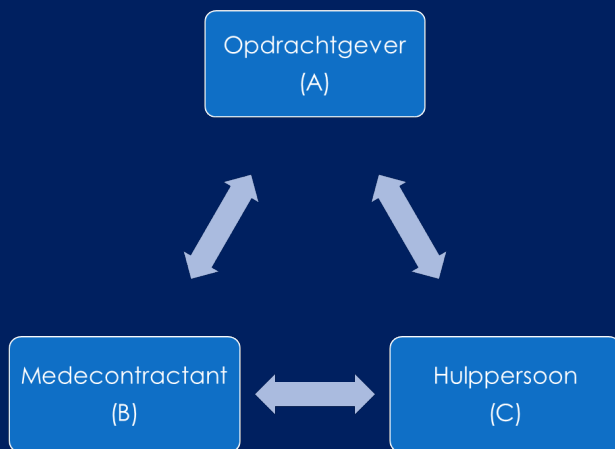 Opdrachtgever
(A)
Medecontractant
(B)
Hulppersoon
(C)